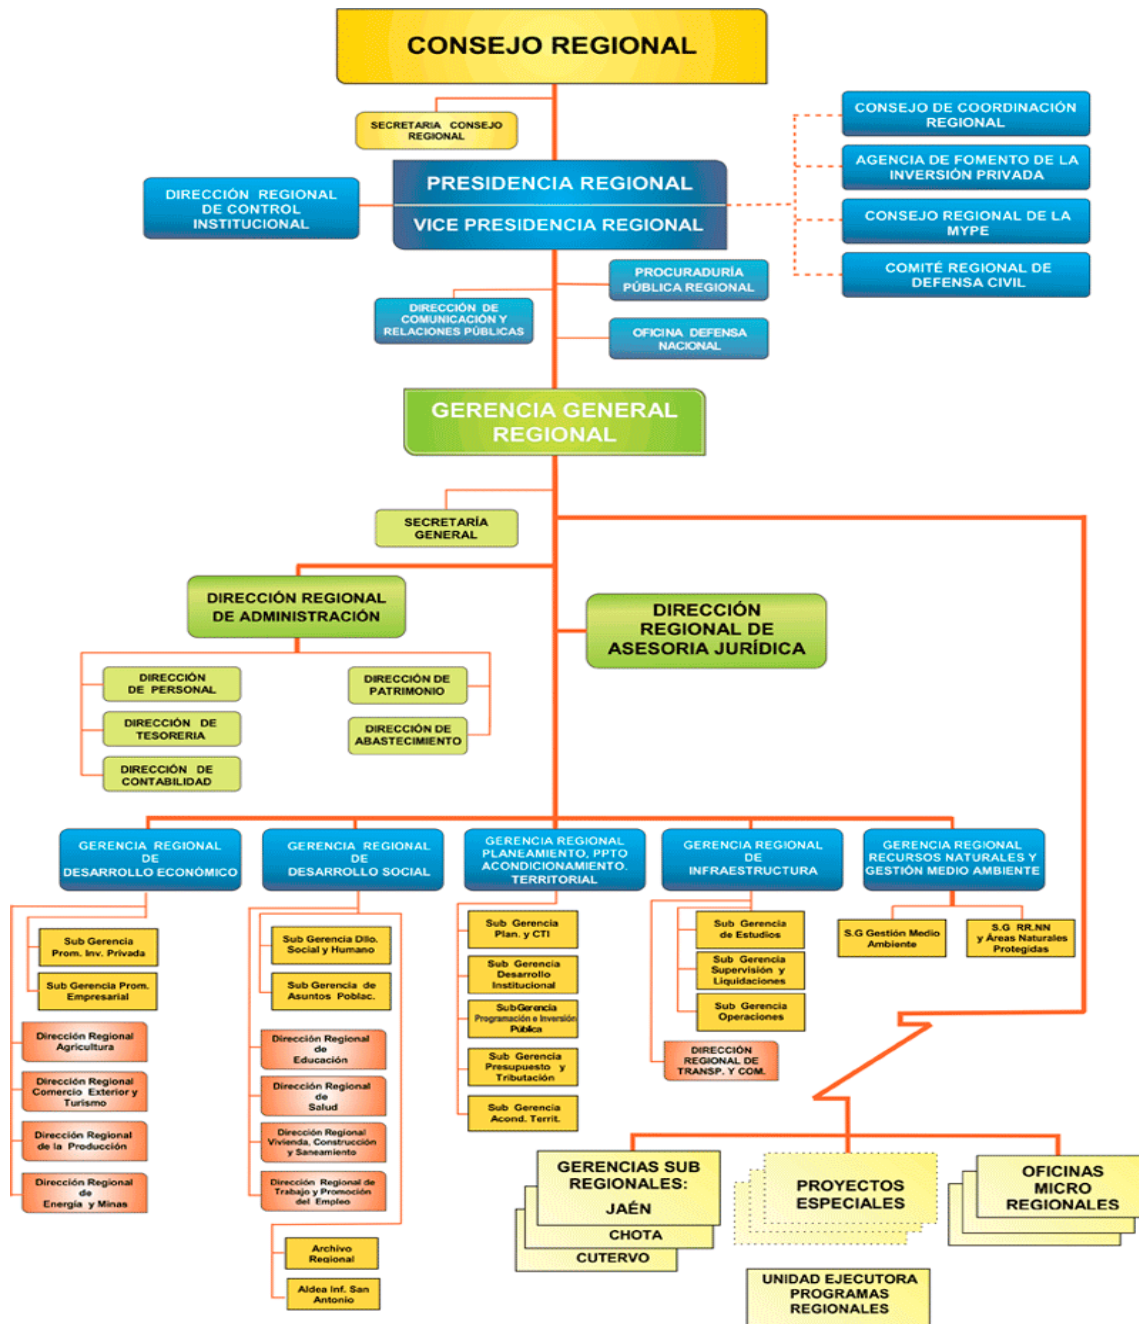 CONSEJO REGIONAL
SECRETARIA CONSEJO
REGIONAL
CONSEJO DE COORDINACIÓN
REGIONAL
AGENCIA DE FOMENTO DE LA
INVERSIÓN PRIVADA
CONSEJO REGIONAL DE LA
MYPE
COMITÉ REGIONAL DE
DEFENSA CIVIL
DIRECCIÓN REGIONAL
DE CONTROL
INSTITUCIONAL
PRESIDENCIA REGIONAL
VICE PRESIDENCIA REGIONAL
PROCURADURÍA
PÚBLICA REGIONAL
DIRECCIÓN DE
COMUNICACIÓN Y
RELACIONES PÚBLICAS
OFICINA DEFENSA
NACIONAL
GERENCIA GENERAL
REGIONAL
SECRETARÍA
GENERAL
DIRECCIÓN REGIONAL
DE ADMINISTRACIÓN
DIRECCIÓN
REGIONAL DE
ASESORIA JURÍDICA
DIRECCIÓN
DE PERSONAL
DIRECCIÓN DE
TESORERIA
DIRECCIÓN DE
CONTABILIDAD
DIRECCIÓN DE
PATRIMONIO
DIRECCIÓN DE
ABASTECIMIENTO
GERENCIA REGIONAL
DE
DESARROLLO ECONÓMICO
GERENCIA REGIONAL
DE
DESARROLLO SOCIAL
GERENCIA REGIONAL
PLANEAMIENTO, PPTO
ACONDICIONAMIENTO.
TERRITORIAL
GERENCIA REGIONAL
DE
INFRAESTRUCTURA
GERENCIA REGIONAL
RECURSOS NATURALES Y
GESTIÓN MEDIO AMBIENTE
Sub Gerencia
Prom. Inv. Privada
Sub Gerencia Prom.
Empresarial
Dirección Regional
Agricultura
Dirección Regional
Comercio Exterior y
Turismo
Dirección Regional
de la Producción
Dirección Regional
de
Energía y Minas
Sub Gerencia Dllo.
Social y Humano
Sub Gerencia de
Asuntos Poblac.
Dirección Regional
de
Educación
Dirección Regional
de
Salud
Dirección Regional
Vivienda, Construcción
y Saneamiento
Dirección Regional de
Trabajo y Promoción
del Empleo
Archivo
Regional
Aldea Inf. San
Antonio
Sub Gerencia
Plan. y CTI
Sub Gerencia
Desarrollo
Institucional
SubGerencia
Programación e Inversión
Pública
Sub Gerencia
Presupuesto y
Tributación
Sub Gerencia
Acond. Territ.
Sub Gerencia
de Estudios
Sub Gerencia
Supervisión y
Liquidaciones
Sub Gerencia
Operaciones
DIRECCIÓN
REGIONAL DE
TRANSP. Y COM.
S.G Gestión Medio
Ambiente
S.G RR.NN
y Áreas Naturales
Protegidas
GERENCIAS SUB
REGIONALES:
JAÉN
CHOTA
CUTERVO
PROYECTOS
ESPECIALES
OFICINAS
MICRO
REGIONALES
UNIDAD EJECUTORA
PROGRAMAS
REGIONALES